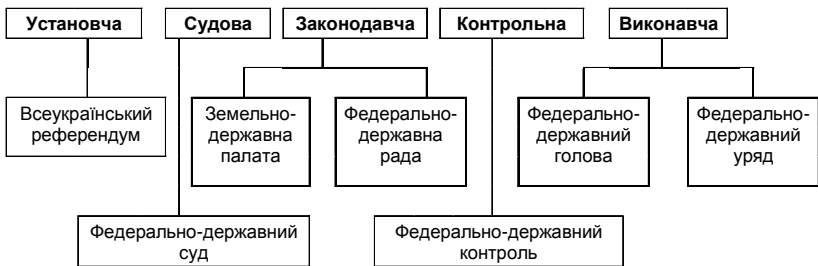 Установча
Судова
Законодавча
Контрольна
Виконавча
Всеукраїнський
референдум
Земельно-
державна
палата
Федерально-
державна
рада
Федерально-
державний
голова
Федерально-
державний
уряд
Федерально-державний
суд
Федерально-державний
контроль